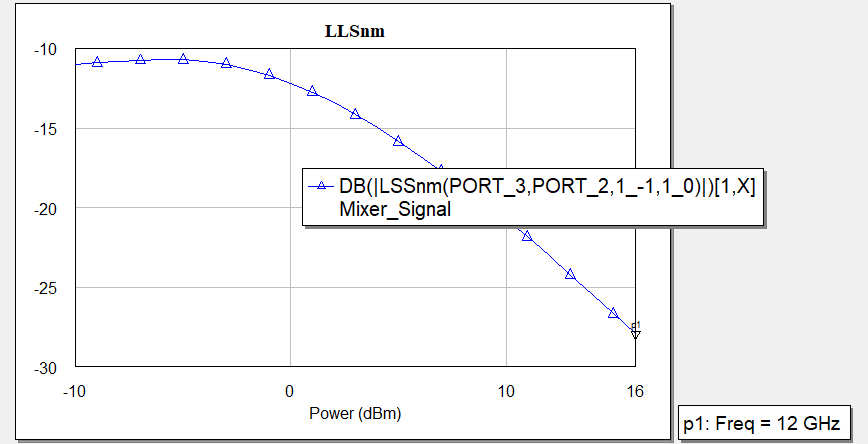 LLSnm
-10
-15
-20
-25
-30
DB(|LSSnm(PORT_3,PORT_2,1_-1,1_0)|)[1,X]
Mixer_Signal
p1
-10 0 10 16
Power (dBm)
p1: Freq = 12 GHz